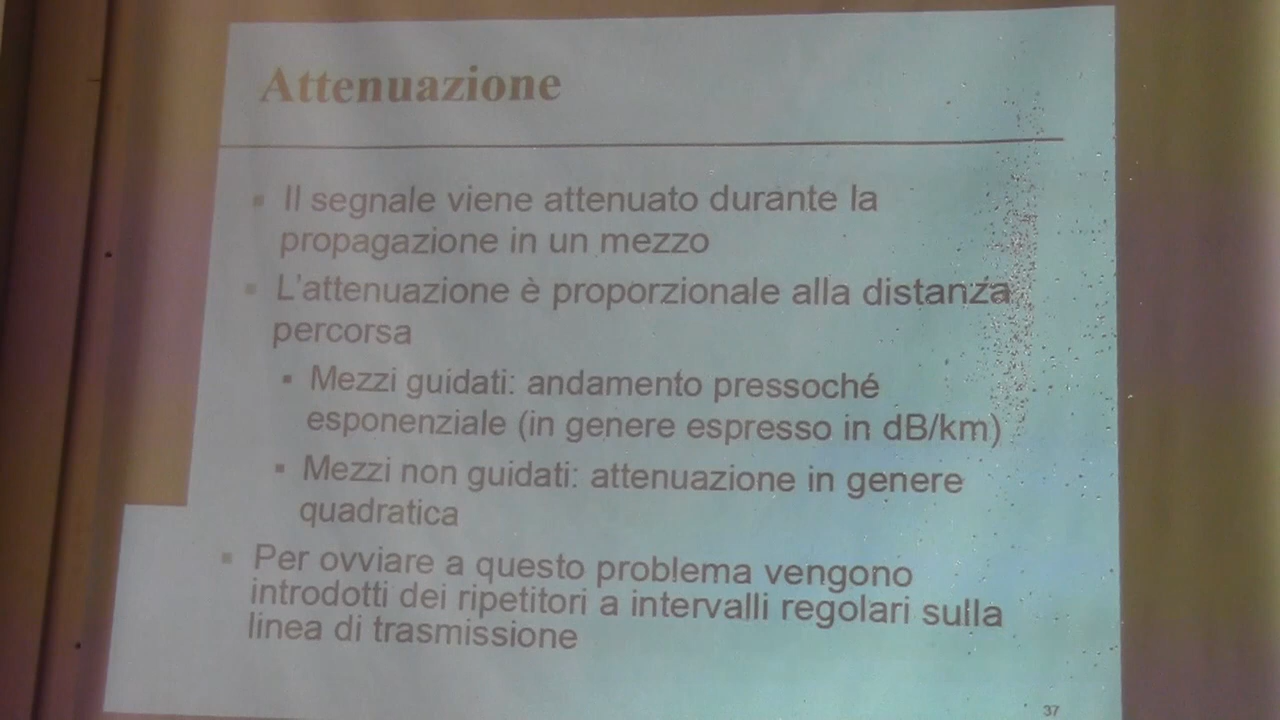 Attenuazione
▪ Il segnale viene attenuato durante la
propagazione in un mezzo
▪ L'attenuazione è proporzionale alla distanza
percorsa
▪ Mezzi guidati: andamento pressoché
esponenziale (in genere espresso in dB/km)
▪ Mezzi non guidati: attenuazione in genere
quadratica
▪ Per ovviare a questo problema vengono
introdotti dei ripetitori a intervalli regolari sulla
linea di trasmissione
37